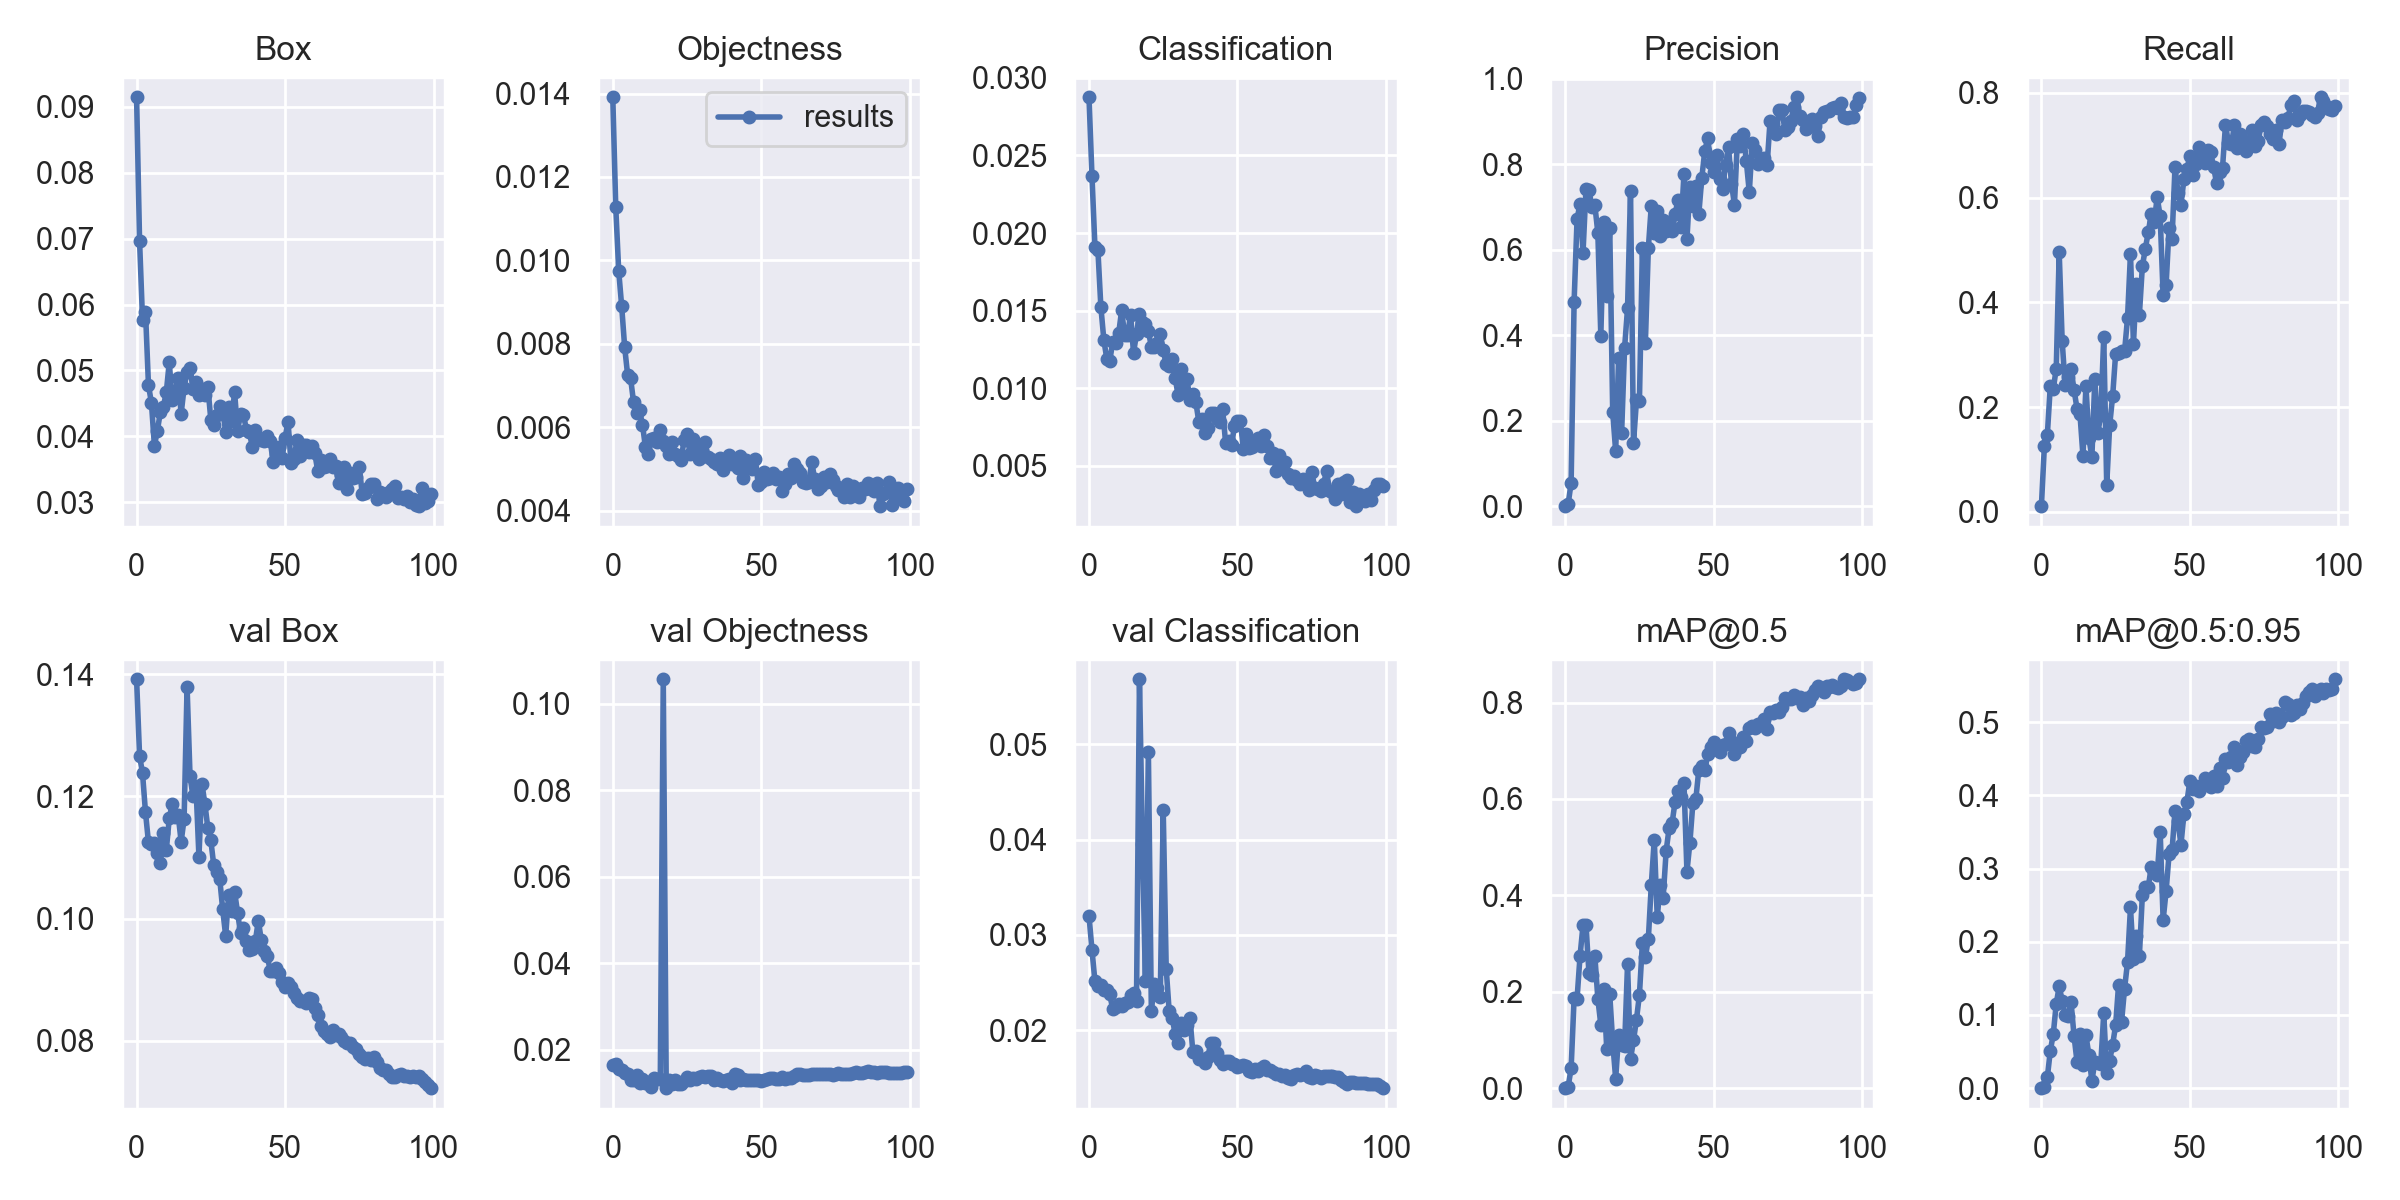 Box
0.09
0.08
0.07
0.06
0.05
0.04
0.03
0 50 100
Objectness
results
0.014
0.012
0.010
0.008
0.006
0.004
0 50 100
Classification
0.030
0.025
0.020
0.015
0.010
0.005
0 50 100
Precision
1.0
0.8
0.6
0.4
0.2
0.0
0 50 100
Recall
0.8
0.6
0.4
0.2
0.0
0 50 100
val Box
0.14
0.12
0.10
0.08
0 50 100
val Objectness
0.10
0.08
0.06
0.04
0.02
0 50 100
val Classification
0.05
0.04
0.03
0.02
0 50 100
mAP@0.5
0.8
0.6
0.4
0.2
0.0
0 50 100
mAP@0.5:0.95
0.5
0.4
0.3
0.2
0.1
0.0
0 50 100